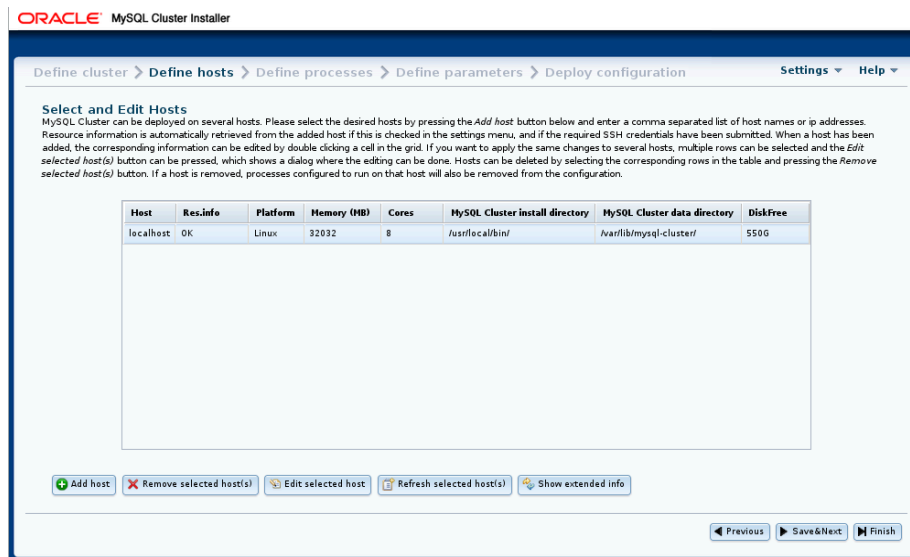 ORACLE® MySQL Cluster Installer
Define cluster Define hosts Define processes Define parameters Deploy configuration Settings Help
Select and Edit Hosts
MySQL Cluster can be deployed on several hosts. Please select the desired hosts by pressing the Add host button below and enter a comma separated list of host names or ip addresses.
Resource information is automatically retrieved from the added host if this is checked in the settings menu, and if the required SSH credentials have been submitted. When a host has been
added, the corresponding information can be edited by double clicking a cell in the grid. If you want to apply the same changes to several hosts, multiple rows can be selected and the Edit
selected host(s) button can be pressed, which shows a dialog where the editing can be done. Hosts can be deleted by selecting the corresponding rows in the table and pressing the Remove
selected host(s) button. If a host is removed, processes configured to run on that host will also be removed from the configuration.
Host Res.info Platform Memory (MB) Cores MySQL Cluster install directory MySQL Cluster data directory DiskFree
localhost OK Linux 32032 8 /usr/local/bin/ /var/lib/mysql-cluster/ 550G
Add host Remove selected host(s) Edit selected host Refresh selected host(s) Show extended info
Previous Save&Next Finish